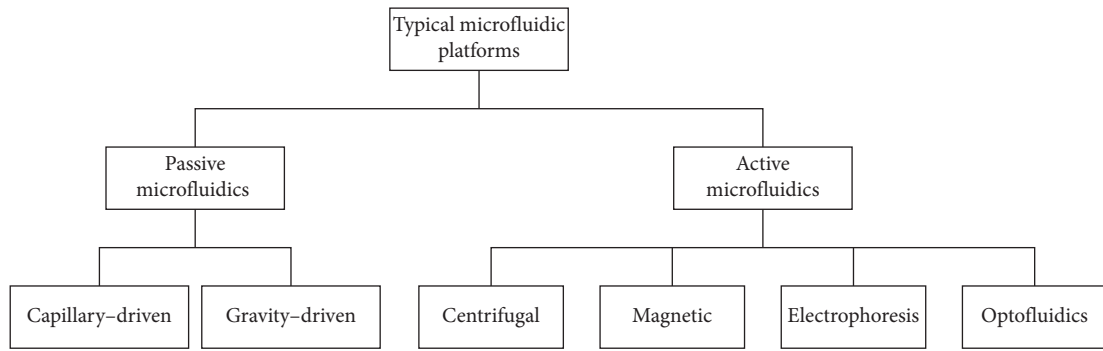 Typical microfluidic
platforms
Passive
microfluidics
Active
microfluidics
Capillary–driven
Gravity–driven
Centrifugal
Magnetic
Electrophoresis
Optofluidics